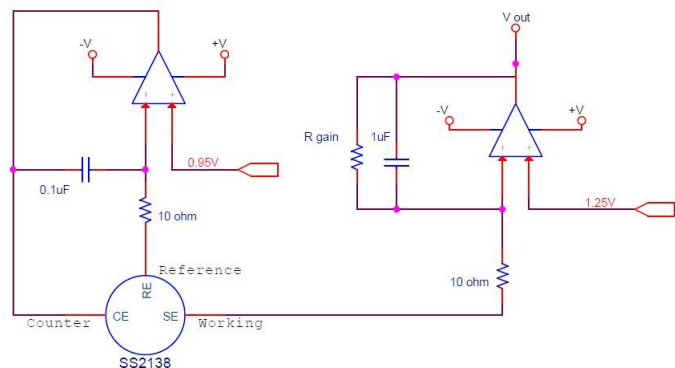 V out
-V
+V
-V
+V
R gain
1uF
0.95V
0.1uF
10 ohm
1.25V
Reference
RE
10 ohm
Counter
CE
SE
Working
SS2138